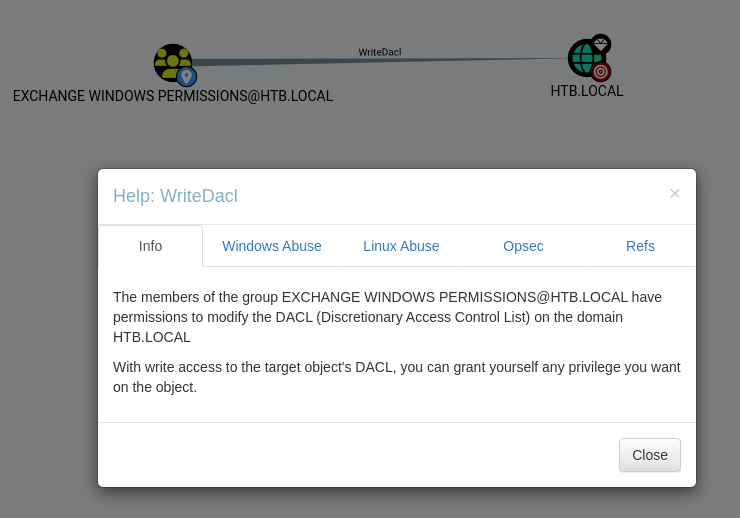 WriteDacl
EXCHANGE WINDOWS PERMISSIONS@HTB.LOCAL
HTB.LOCAL
Help: WriteDacl
×
Info
Windows Abuse
Linux Abuse
Opsec
Refs
The members of the group EXCHANGE WINDOWS PERMISSIONS@HTB.LOCAL have
permissions to modify the DACL (Discretionary Access Control List) on the domain
HTB.LOCAL
With write access to the target object's DACL, you can grant yourself any privilege you want
on the object.
Close